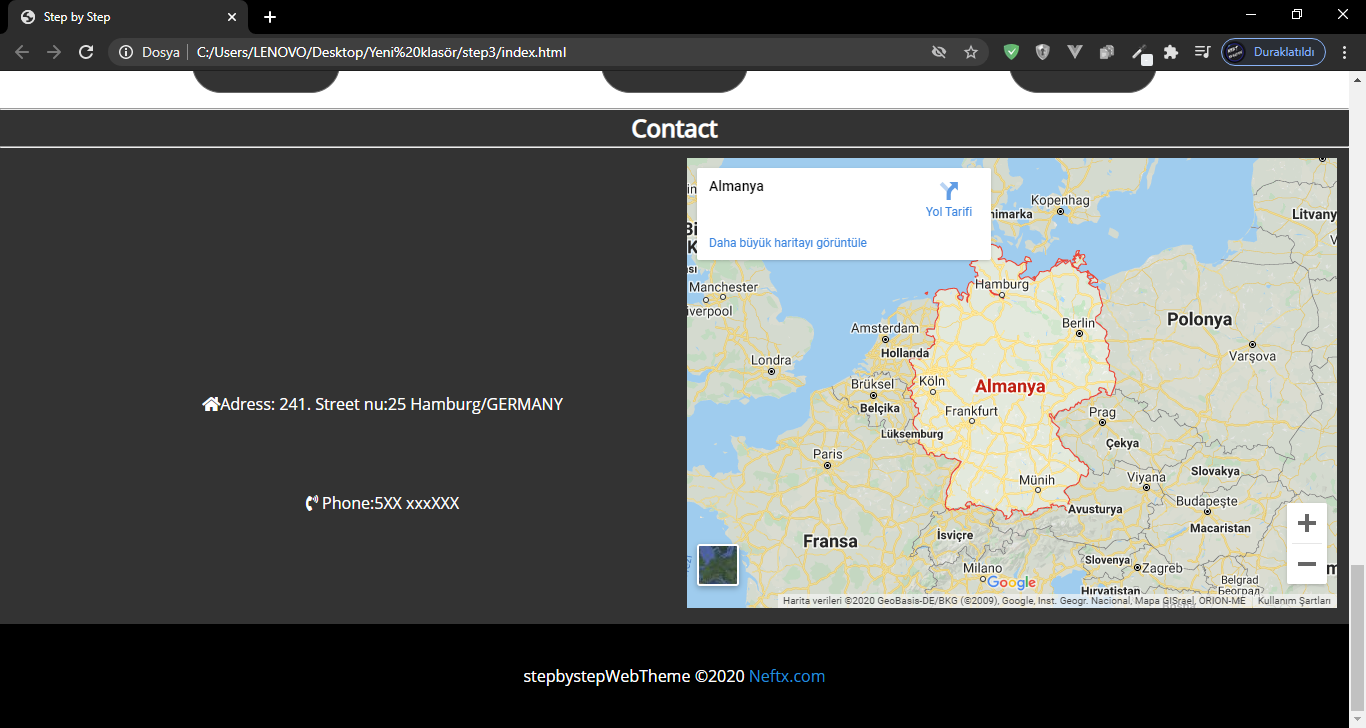 Step by Step
Dosya
C:/Users/LENOVO/Desktop/Yeni%20klasör/step3/index.html
Duraklatıldı
Contact
Adress: 241. Street nu:25 Hamburg/GERMANY
Phone:5XX xxxXXX
Almanya
Yol Tarifi
Daha büyük haritayı görüntüle
Kopenhag
nimarka
Litvany
Manchester
iverpool
Hamburg
Berlin
Polonya
Amsterdam
Hollanda
Varşova
Londra
Brüksel
Köln
Almanya
Belçika
Frankfurt
Prag
Lüksemburg
Çekya
Paris
Slovakya
Münih
Viyana
Budapeşte
Avusturya
Macaristan
Fransa
İsviçre
Slovenya
Zagreb
Milano
Google
Belgrad
Београд
Hırvatistan
Harita verileri ©2020 GeoBasis-DE/BKG (©2009), Google, Inst. Geogr. Nacional, Mapa GISrael, ORION-ME
Kullanım Şartları
stepbystepWebTheme ©2020 Neftx.com